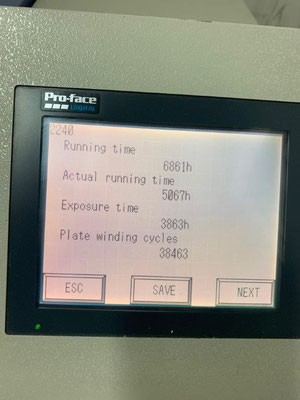 Pro-face
2240
Running time
6861h
Actual running time
5067h
Exposure time
3863h
Plate winding cycles
38463
ESC SAVE NEXT